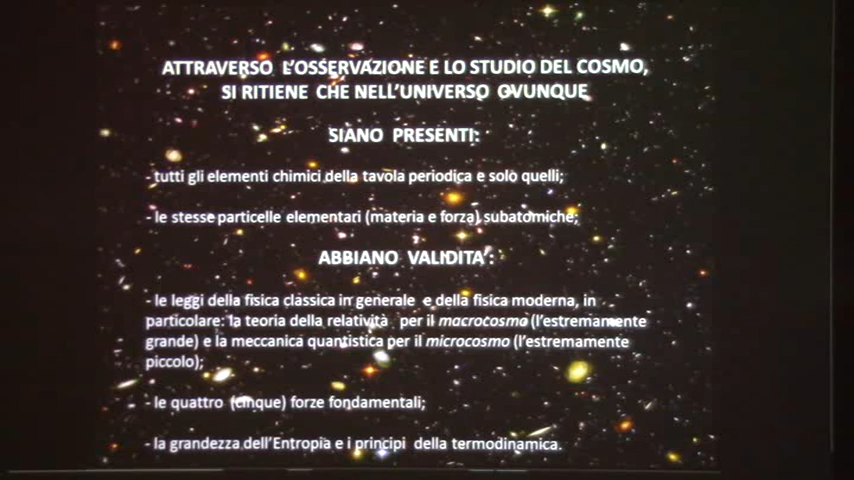 ATTRAVERSO L'OSSERVAZIONE E LO STUDIO DEL COSMO,
SI RITIENE CHE NELL'UNIVERSO OVUNQUE
SIANO PRESENTI:
- tutti gli elementi chimici della tavola periodica e solo quelli;
- le stesse particelle elementari (materia e forza) subatomiche;
ABBIANO VALIDITA':
- le leggi della fisica classica in generale e della fisica moderna, in
particolare: la teoria della relatività per il macrocosmo (l'estremamente
grande) e la meccanica quantistica per il microcosmo (l'estremamente
piccolo);
- le quattro (cinque) forze fondamentali;
- la grandezza dell'Entropia e i principi della termodinamica.